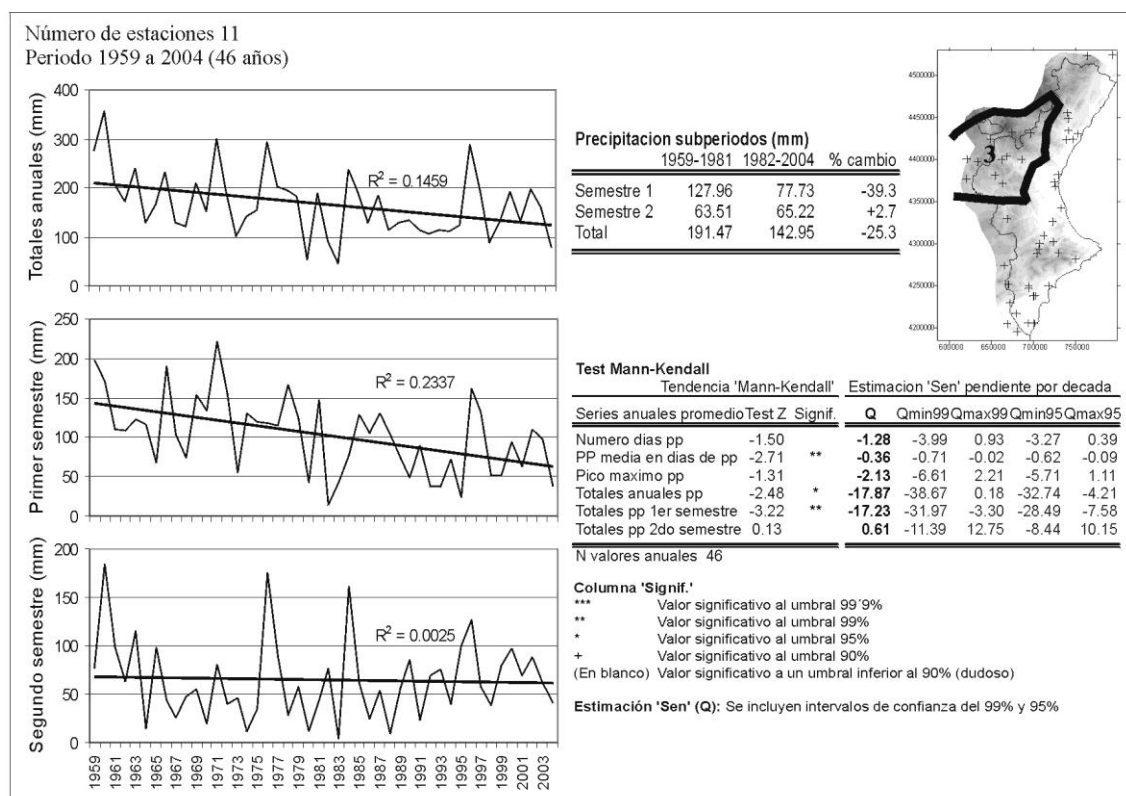 Número de estaciones 11
Periodo 1959 a 2004 (46 años)
Totales anuales (mm)
400
300
200
100
0
R² = 0.1459
Primer semestre (mm)
250
200
150
100
50
0
R² = 0.2337
Segundo semestre (mm)
200
150
100
50
0
R² = 0.0025
1959 1961 1963 1965 1967 1969 1971 1973 1975 1977 1979 1981 1983 1985 1987 1989 1991 1993 1995 1997 1999 2001 2003
Precipitacion subperiodos (mm)
1959-1981 1982-2004 % cambio
Semestre 1 127.96 77.73 -39.3
Semestre 2 63.51 65.22 +2.7
Total 191.47 142.95 -25.3
4500000
4450000
4400000
4350000
4300000
4250000
4200000
600000 650000 700000 750000
3
Test Mann-Kendall
Tendencia 'Mann-Kendall' Estimacion 'Sen' pendiente por decada
Series anuales promedio Test Z Signif. Q Qmin99 Qmax99 Qmin95 Qmax95
Numero dias pp -1.50 -1.28 -3.99 0.93 -3.27 0.39
PP media en dias de pp -2.71 ** -0.36 -0.71 -0.02 -0.62 -0.09
Pico maximo pp -1.31 -2.13 -6.61 2.21 -5.71 1.11
Totales anuales pp -2.48 * -17.87 -38.67 0.18 -32.74 -4.21
Totales pp 1er semestre -3.22 ** -17.23 -31.97 -3.30 -28.49 -7.58
Totales pp 2do semestre 0.13 0.61 -11.39 12.75 -8.44 10.15
N valores anuales 46
Columna 'Signif.'
*** Valor significativo al umbral 99´9%
** Valor significativo al umbral 99%
* Valor significativo al umbral 95%
+ Valor significativo al umbral 90%
(En blanco) Valor significativo a un umbral inferior al 90% (dudoso)
Estimación 'Sen' (Q): Se incluyen intervalos de confianza del 99% y 95%